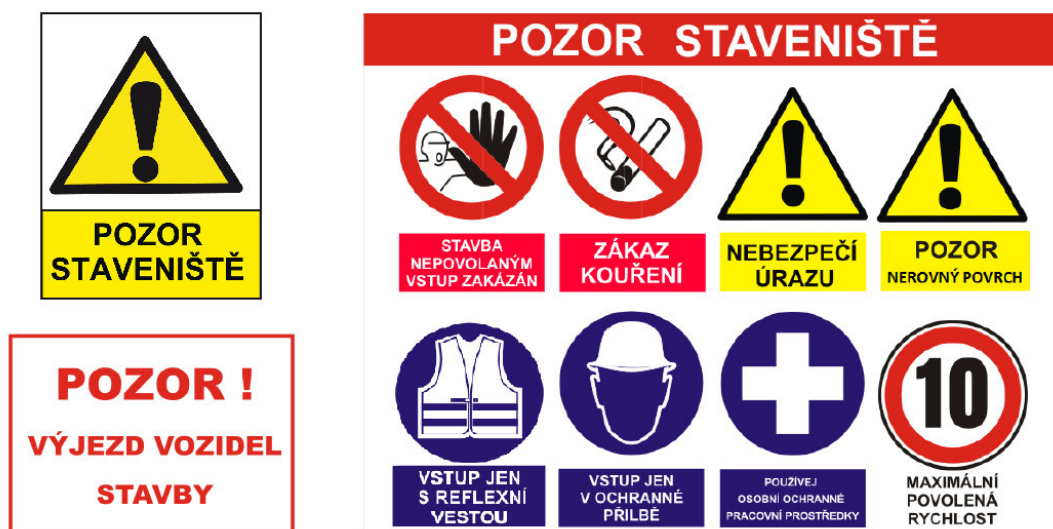 POZOR
STAVENIŠTĚ
POZOR !
VÝJEZD VOZIDEL
STAVBY
POZOR STAVENIŠTĚ
STAVBA
NEPOVOLANÝM
VSTUP ZAKÁZÁN
ZÁKAZ
KOUŘENÍ
NEBEZPEČÍ
ÚRAZU
POZOR
NEROVNÝ POVRCH
VSTUP JEN
S REFLEXNÍ
VESTOU
VSTUP JEN
V OCHRANNÉ
PŘILBĚ
POUŽÍVEJ
OSOBNÍ OCHRANNÉ
PRACOVNÍ PROSTŘEDKY
10
MAXIMÁLNÍ
POVOLENÁ
RYCHLOST